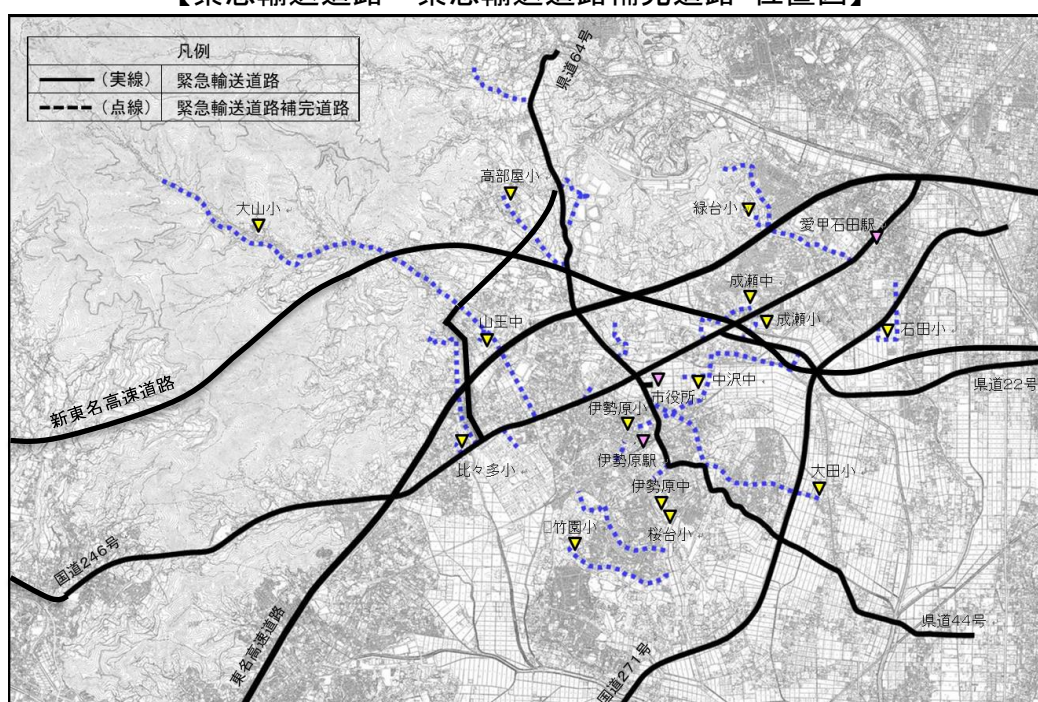 【緊急輸送道路・緊急輸送道路補完道路 位置図】
凡例
(実線) 緊急輸送道路
(点線) 緊急輸送道路補完道路
県道64号
高部屋小
大山小
緑台小
愛甲石田駅
成瀬中
成瀬小
石田小
山王中
県道22号
新東名高速道路
中沢中
市役所
伊勢原小
伊勢原駅
比々多小
大田小
伊勢原中
竹園小
桜台小
国道246号
東名高速道路
県道44号
国道271号